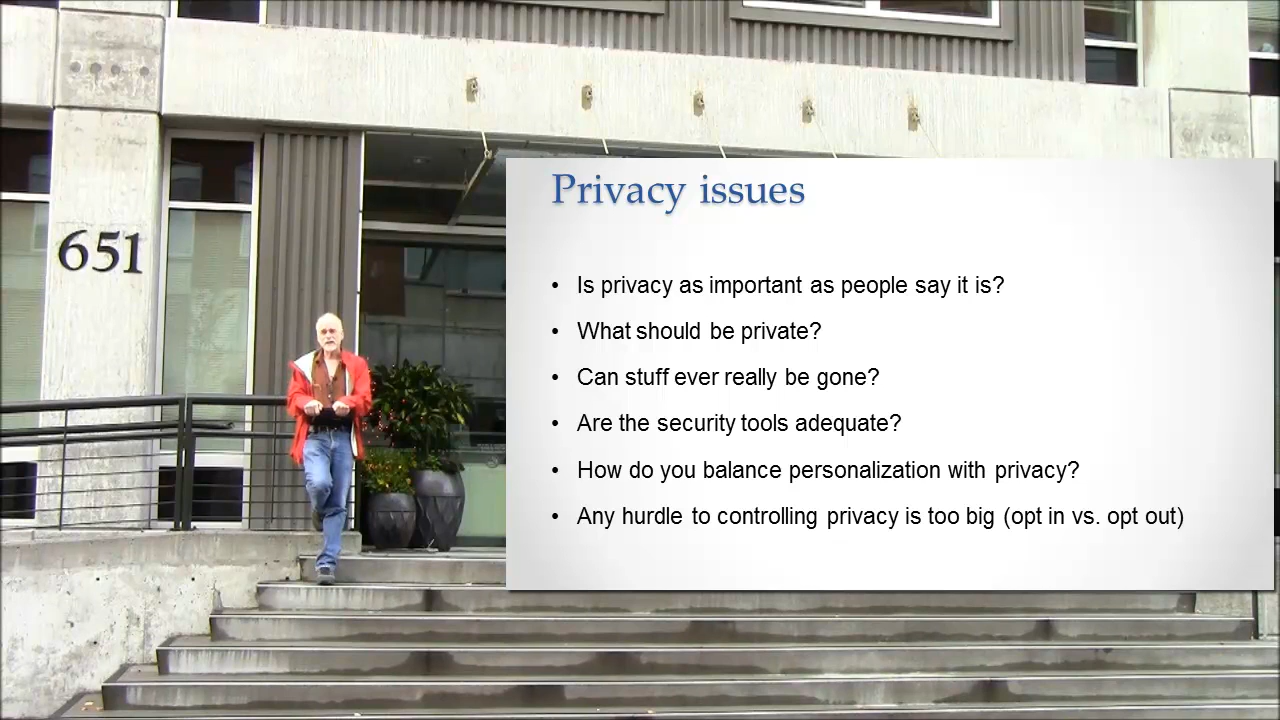 651
Privacy issues
• Is privacy as important as people say it is?
• What should be private?
• Can stuff ever really be gone?
• Are the security tools adequate?
• How do you balance personalization with privacy?
• Any hurdle to controlling privacy is too big (opt in vs. opt out)